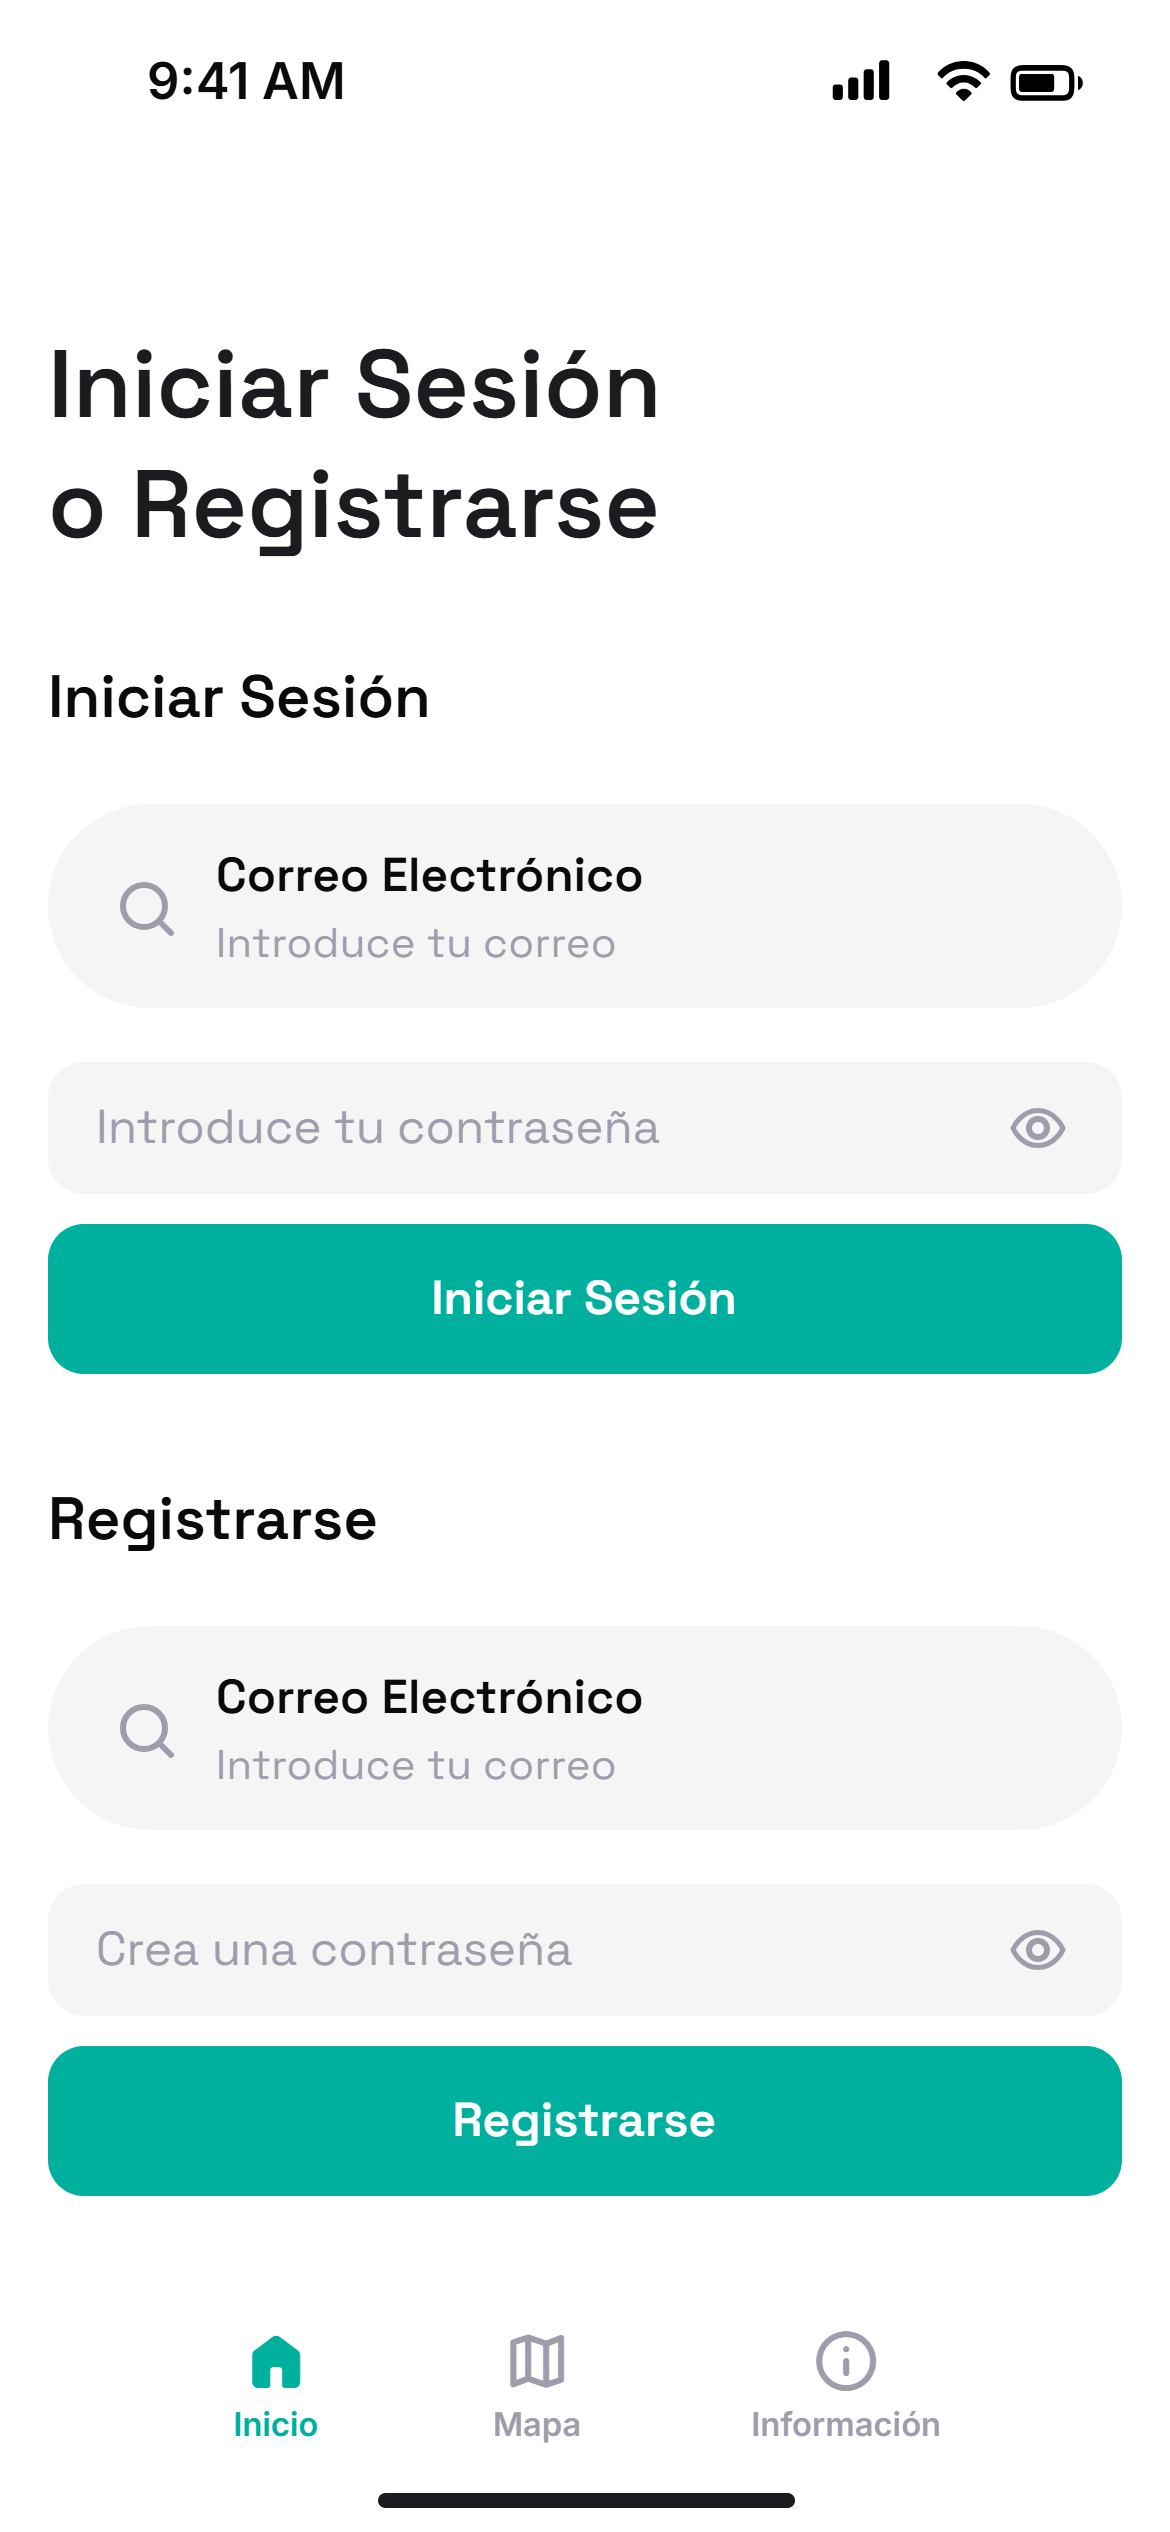 9:41 AM
Iniciar Sesión
o Registrarse
Iniciar Sesión
Correo Electrónico
Introduce tu correo
Introduce tu contraseña
Iniciar Sesión
Registrarse
Correo Electrónico
Introduce tu correo
Crea una contraseña
Registrarse
Inicio
Mapa
Información